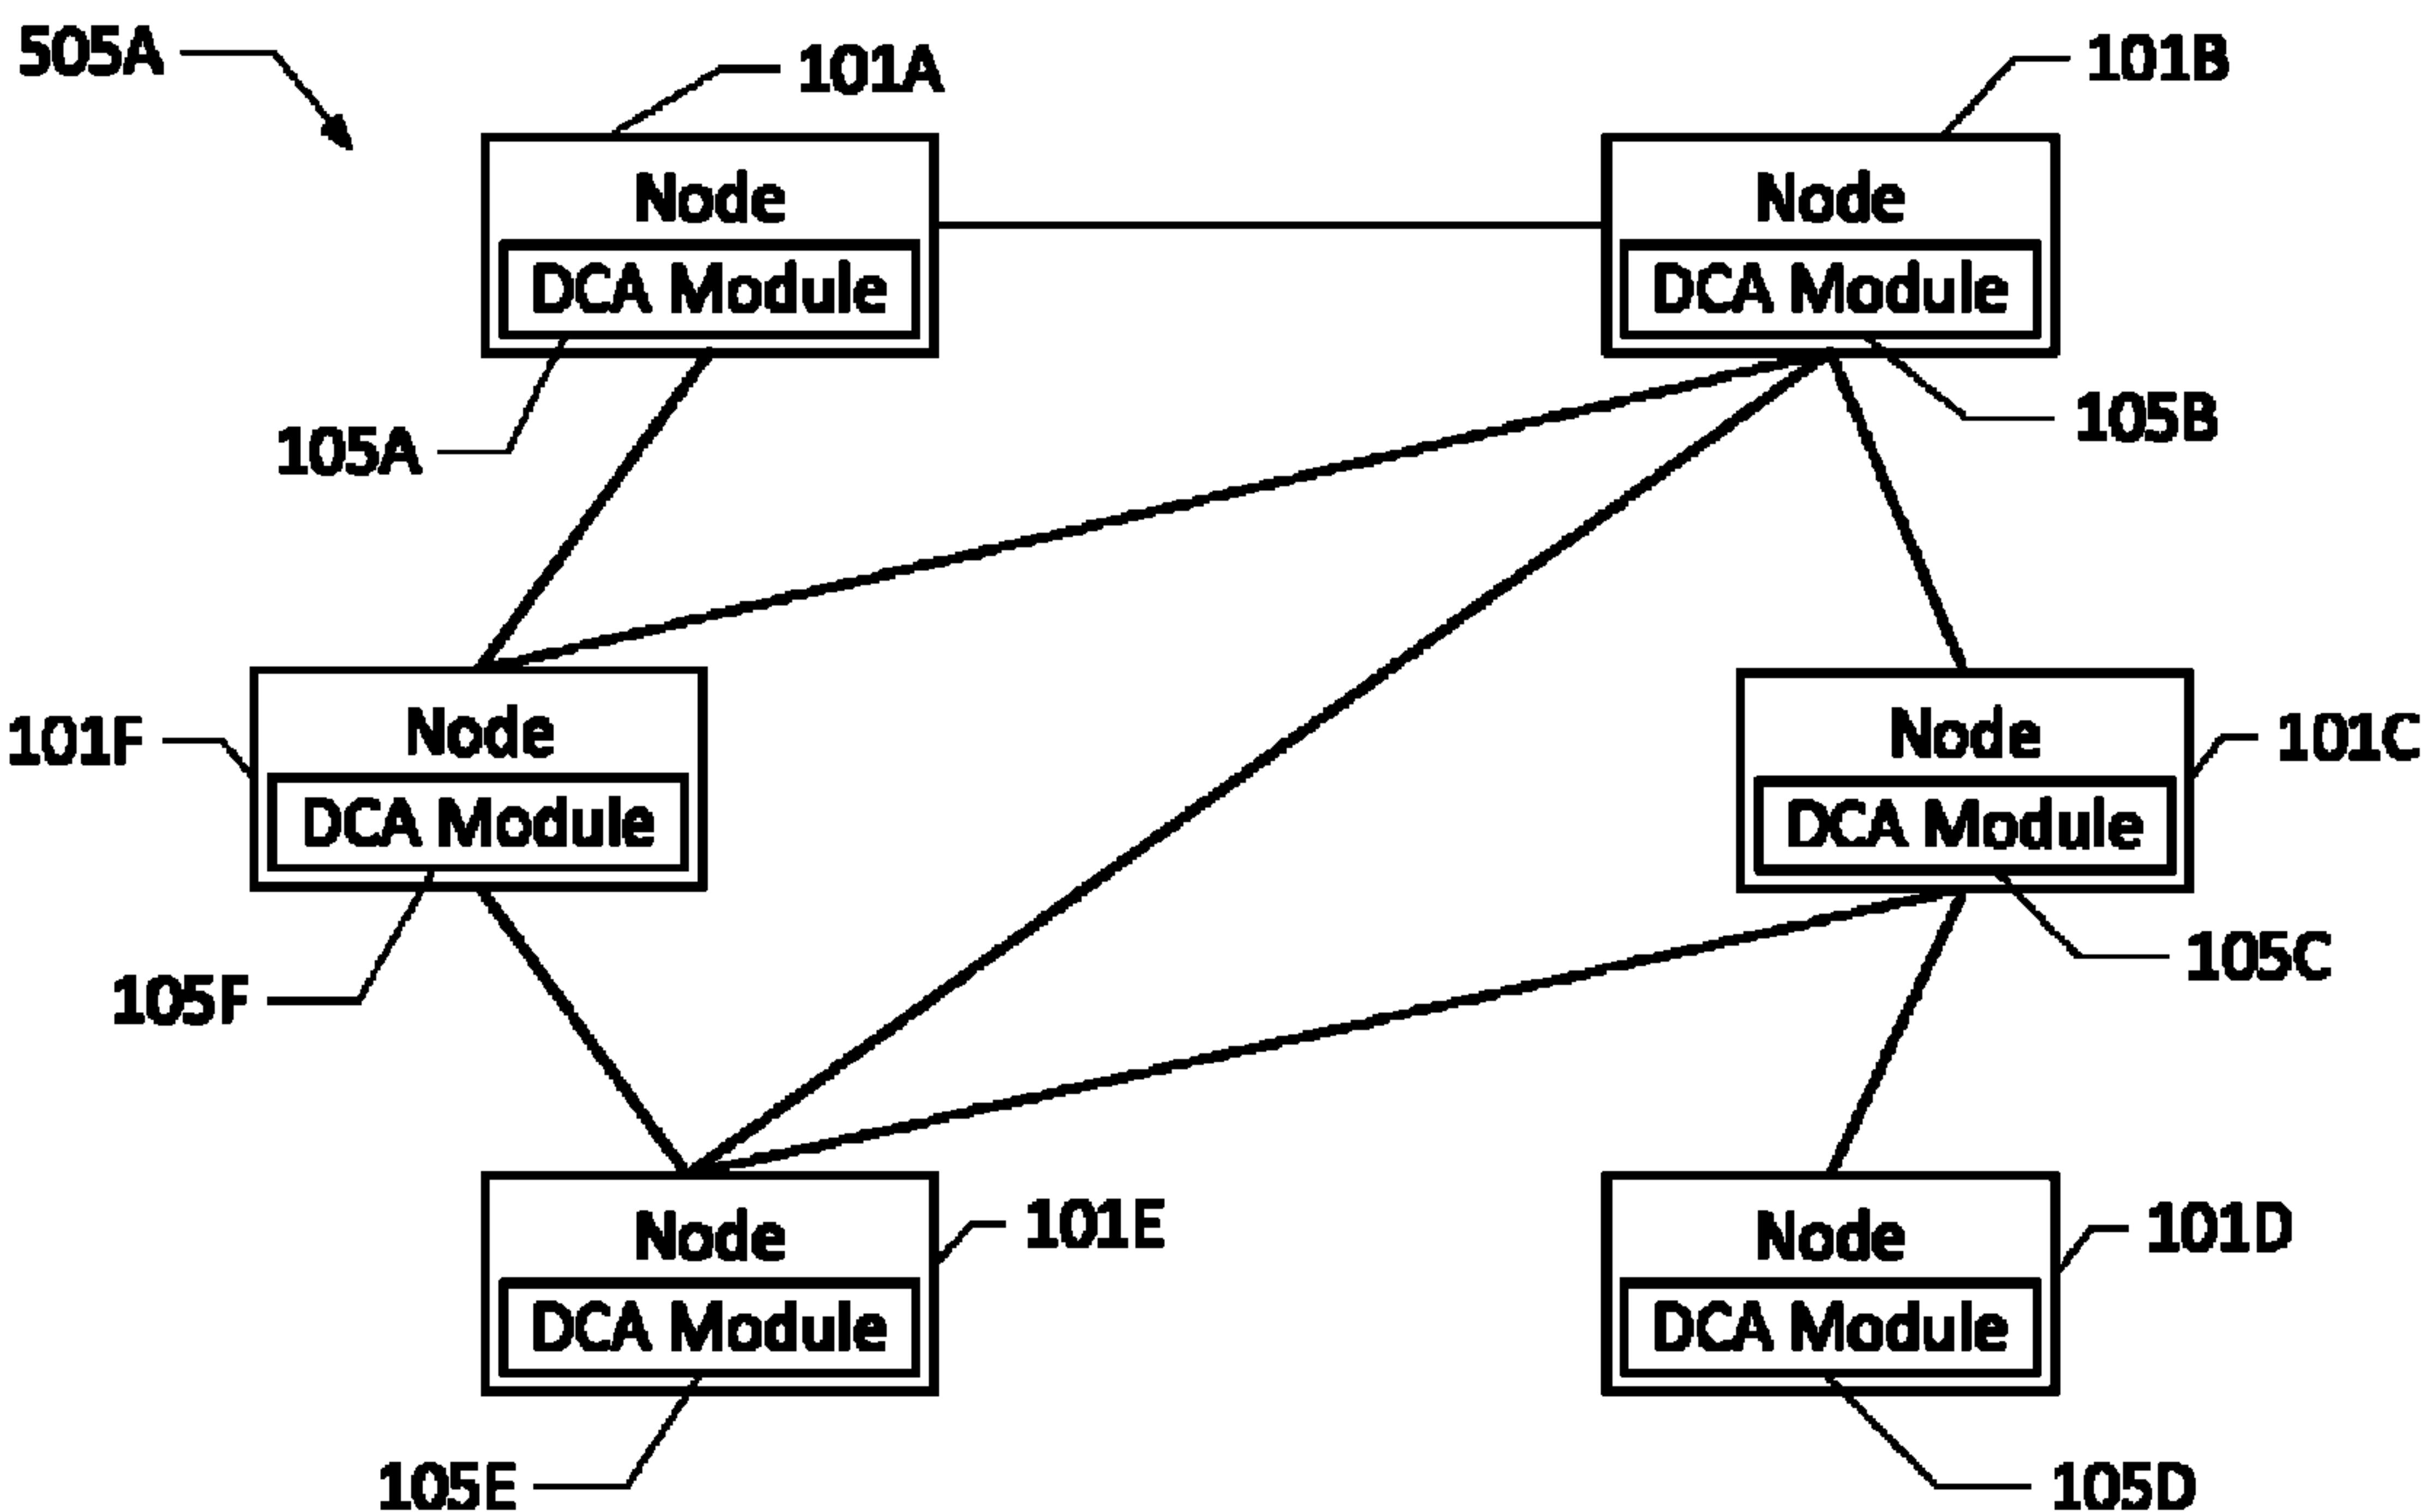 505A
101A
101B
Node
DCA Module
Node
DCA Module
105A
105B
101F
Node
DCA Module
Node
DCA Module
101C
105F
105C
Node
DCA Module
101E
Node
DCA Module
101D
105E
105D